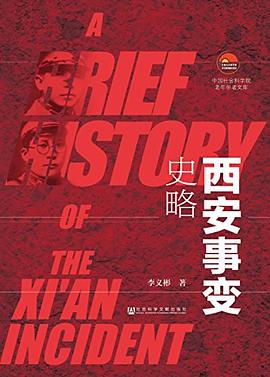 A
BRIEF
HISTORY
OF
THE
XI'AN
INCIDENT
中国社会科学院
老年学者文库
西安事变
史略
李义彬 著
社会科学文献出版社